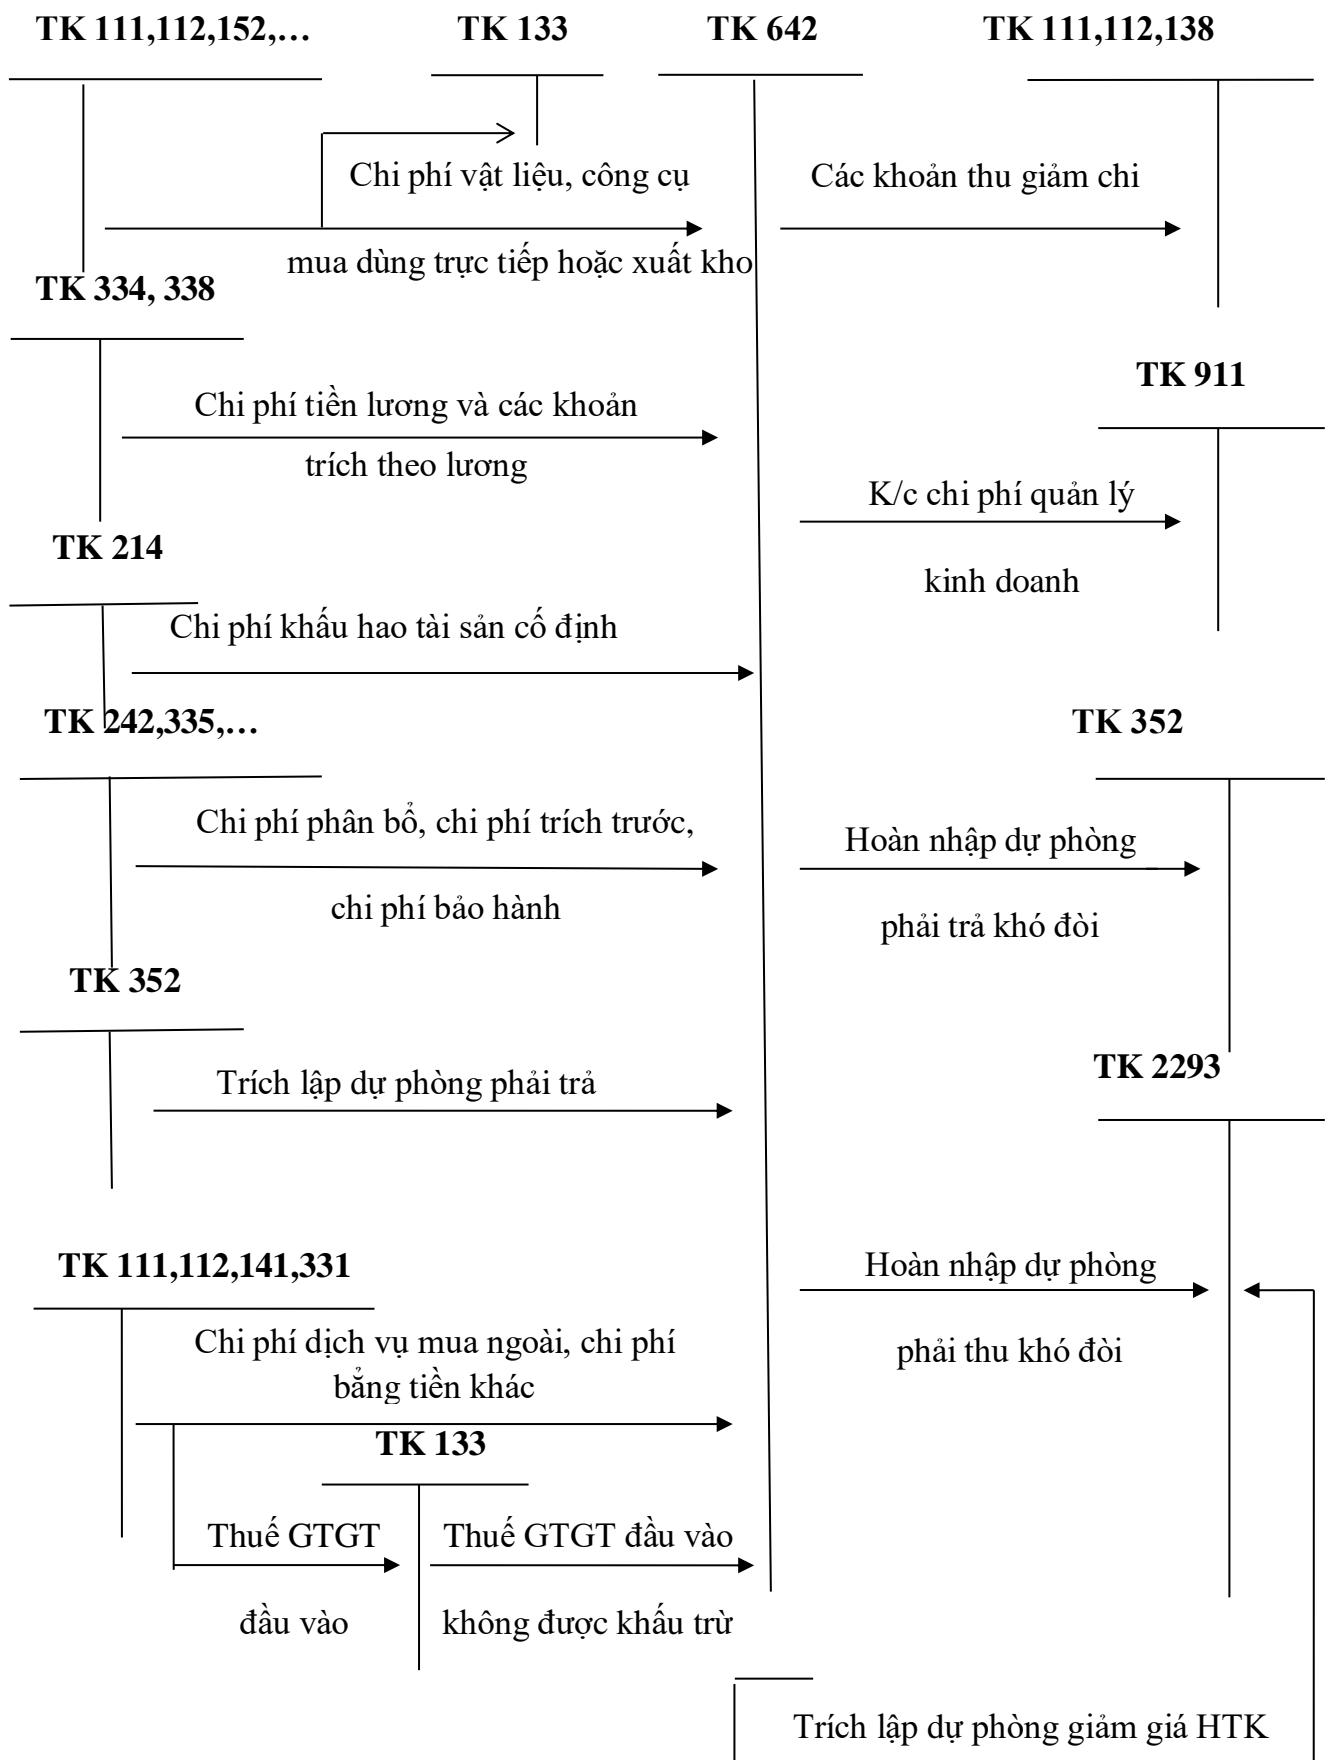 TK 111,112,152,…
TK 133
TK 642
TK 111,112,138
Chi phí vật liệu, công cụ
mua dùng trực tiếp hoặc xuất kho
Các khoản thu giảm chi
TK 334, 338
Chi phí tiền lương và các khoản
trích theo lương
TK 911
K/c chi phí quản lý
kinh doanh
TK 214
Chi phí khấu hao tài sản cố định
TK 242,335,…
Chi phí phân bổ, chi phí trích trước,
chi phí bảo hành
TK 352
Hoàn nhập dự phòng
phải trả khó đòi
TK 352
Trích lập dự phòng phải trả
TK 2293
Hoàn nhập dự phòng
phải thu khó đòi
TK 111,112,141,331
Chi phí dịch vụ mua ngoài, chi phí
bằng tiền khác
TK 133
Thuế GTGT
đầu vào
Thuế GTGT đầu vào
không được khấu trừ
Trích lập dự phòng giảm giá HTK